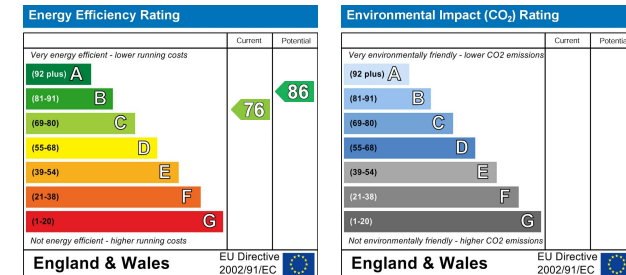 Energy Efficiency Rating
Current Potential
Very energy efficient - lower running costs
(92 plus) A
(81-91) B
(69-80) C
(55-68) D
(39-54) E
(21-38) F
(1-20) G
76
86
Not energy efficient - higher running costs
England & Wales
EU Directive
2002/91/EC
Environmental Impact (CO₂) Rating
Current Potential
Very environmentally friendly - lower CO2 emissions
(92 plus) A
(81-91) B
(69-80) C
(55-68) D
(39-54) E
(21-38) F
(1-20) G
Not environmentally friendly - higher CO2 emissions
England & Wales
EU Directive
2002/91/EC